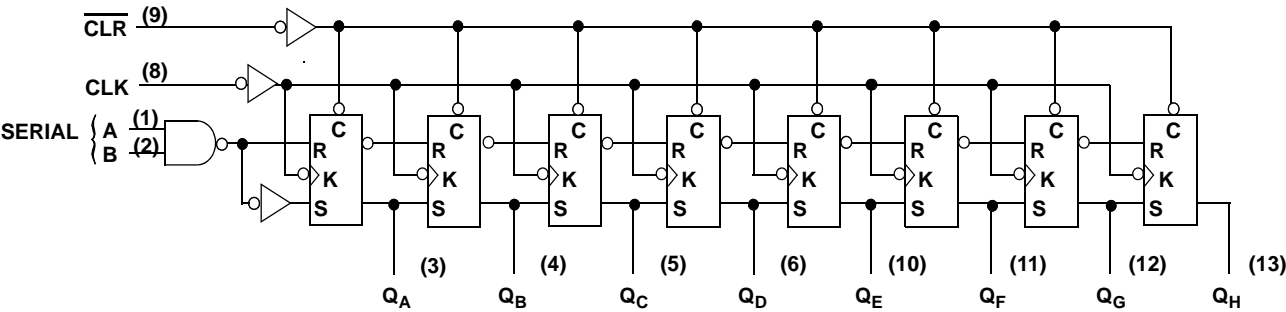 CLR (9)
CLK (8)
SERIAL { A (1)
B (2)
C C C C C C C C
R R R R R R R R
K K K K K K K K
S S S S S S S S
(3) (4) (5) (6) (10) (11) (12) (13)
QA QB QC QD QE QF QG QH